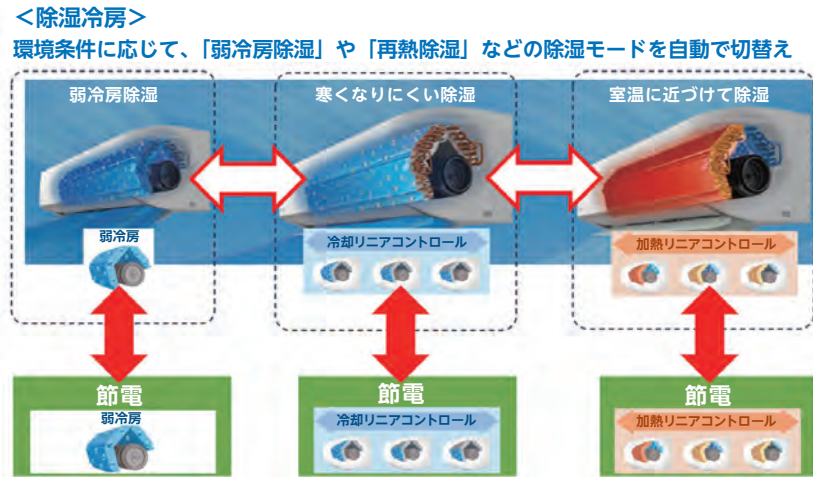 ＜除湿冷房＞
環境条件に応じて、「弱冷房除湿」や「再熱除湿」などの除湿モードを自動で切替え
弱冷房除湿
寒くなりにくい除湿
室温に近づけて除湿
弱冷房
冷却リニアコントロール
加熱リニアコントロール
節電
節電
節電
弱冷房
冷却リニアコントロール
加熱リニアコントロール